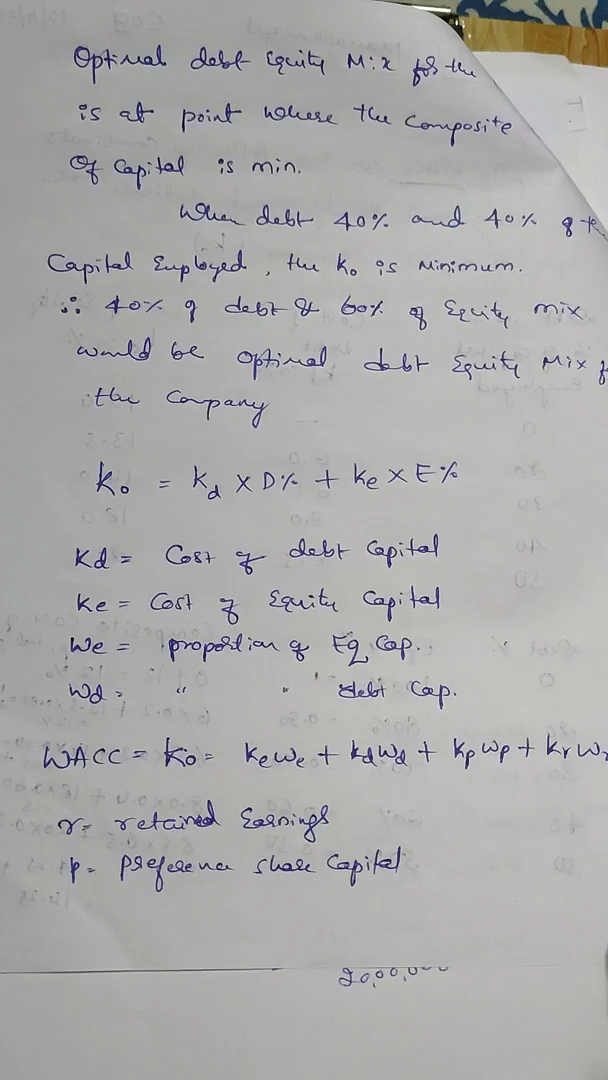 Optimal debt Equity Mix for the
is at point where the Composite
Of Capital is min.
When debt 40% and 40% of
Capital Employed, the Ko is Minimum.
∴ 40% of debt & 60% of Equity mix
would be Optimal debt Equity Mix
the Company
Ko = Kd X D% + Ke X E%
Kd = Cost of debt Capital
Ke = Cost of Equity Capital
We = proportion of Eq Cap.
Wd = " " debt Cap.
WACC = Ko = KeWe + KdWd + KpWp + KrWr
r = retained Earnings
p = Preference share Capital
20,00,000